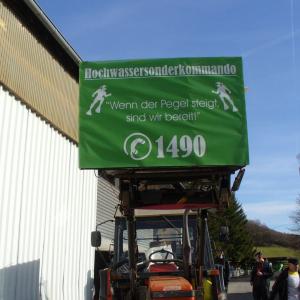 Hochwassersonderkommando
"Wenn der Pegel steigt,
sind wir bereit!"
1490